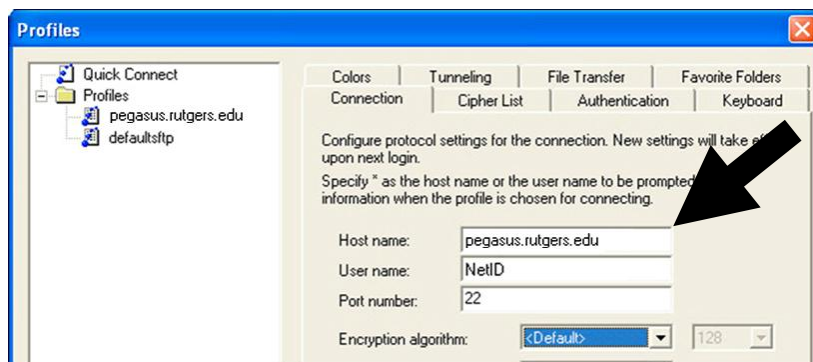 Profiles
Quick Connect
Profiles
pegasus.rutgers.edu
defaultsftp
Colors Tunneling File Transfer Favorite Folders
Connection Cipher List Authentication Keyboard
Configure protocol settings for the connection. New settings will take
upon next login.
Specify * as the host name or the user name to be prompted
information when the profile is chosen for connecting.
Host name: pegasus.rutgers.edu
User name: NetID
Port number: 22
Encryption algorithm: <Default> 128